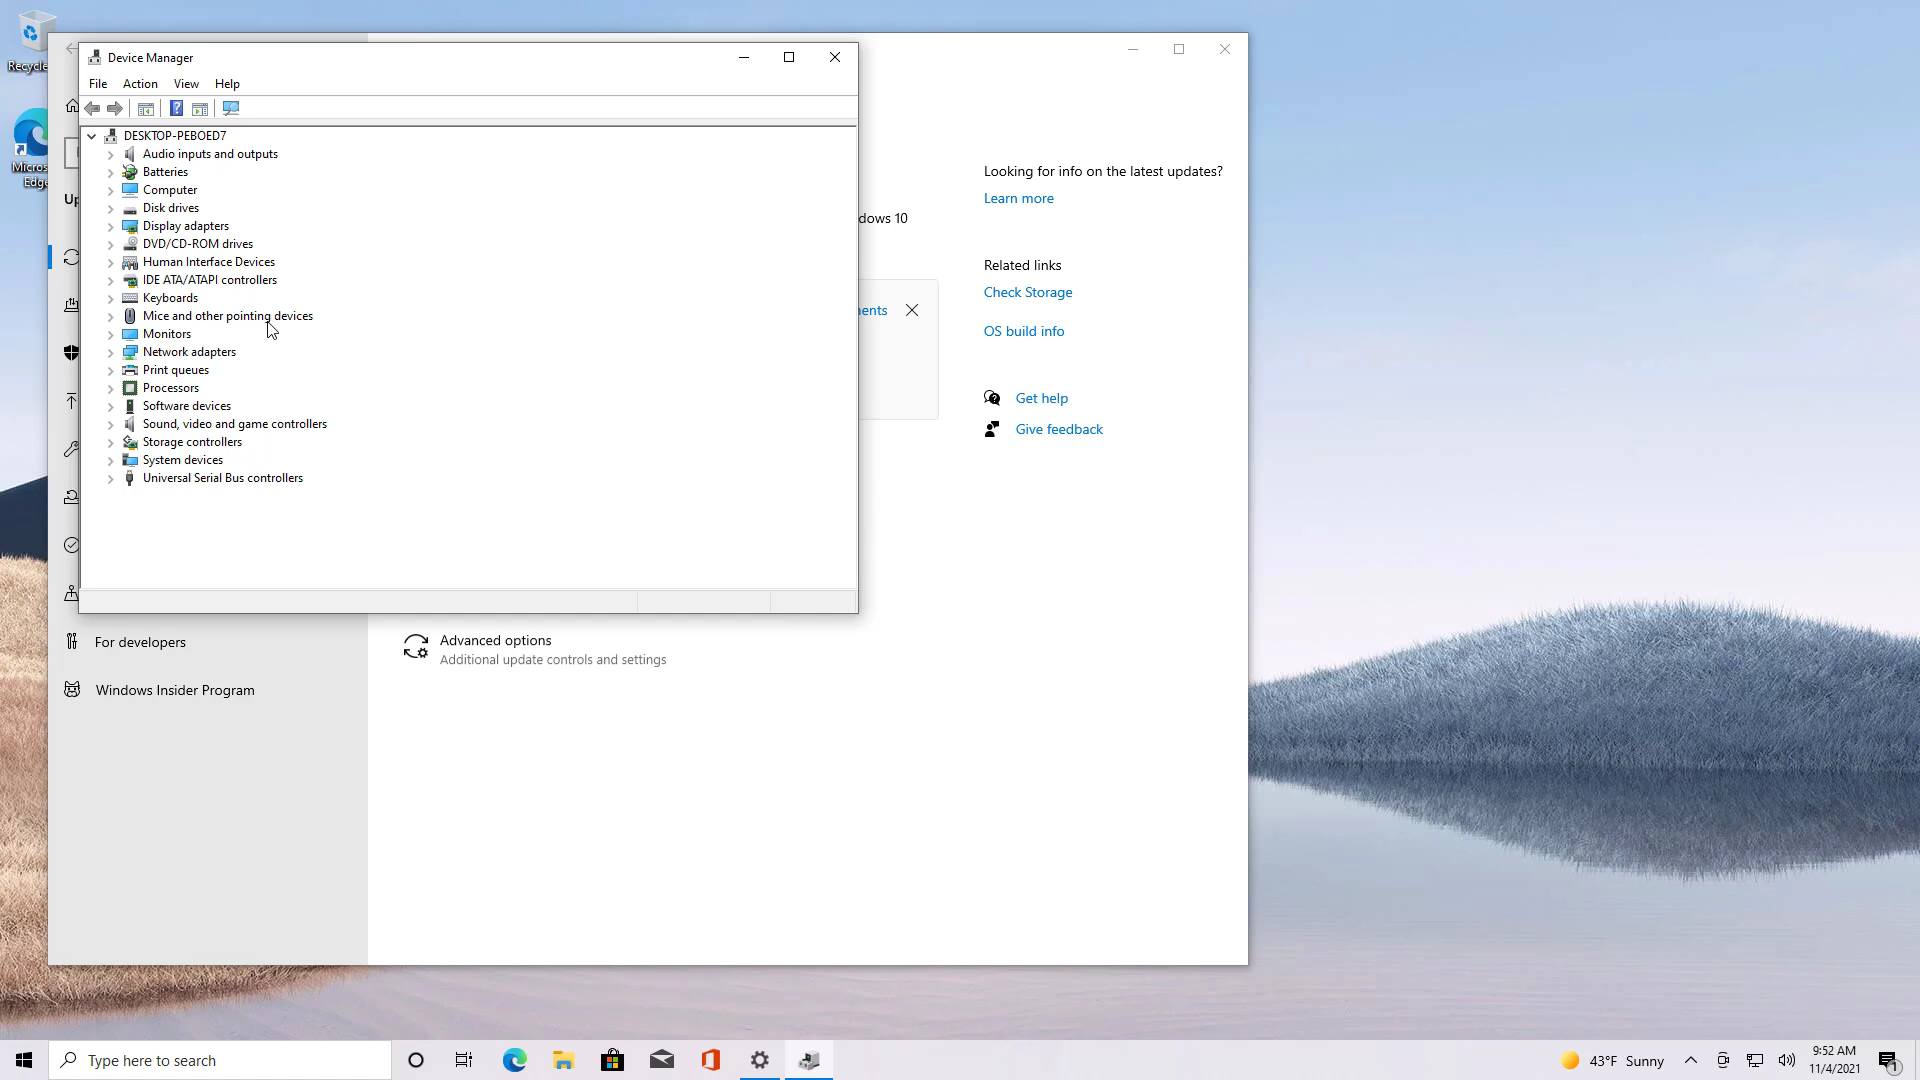 Recycle
Micros
Edge
Device Manager
File Action View Help
DESKTOP-PEBOED7
Audio inputs and outputs
Batteries
Computer
Disk drives
Display adapters
DVD/CD-ROM drives
Human Interface Devices
IDE ATA/ATAPI controllers
Keyboards
Mice and other pointing devices
Monitors
Network adapters
Print queues
Processors
Software devices
Sound, video and game controllers
Storage controllers
System devices
Universal Serial Bus controllers
Up
For developers
Windows Insider Program
dows 10
ents
Advanced options
Additional update controls and settings
Looking for info on the latest updates?
Learn more
Related links
Check Storage
OS build info
Get help
Give feedback
Type here to search
43°F Sunny
9:52 AM
11/4/2021
1